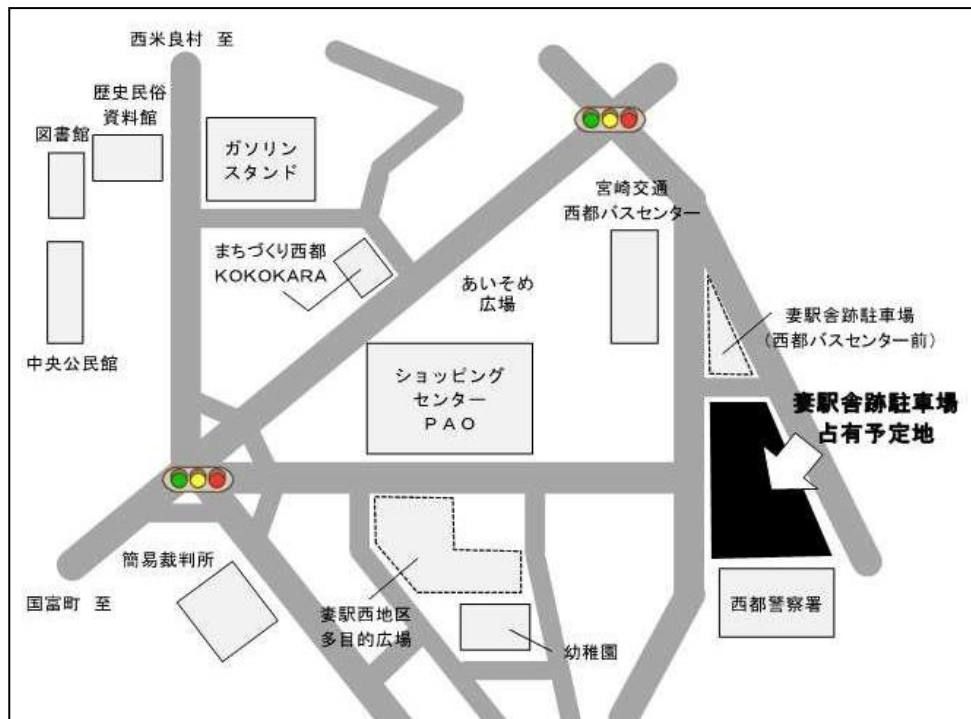 西米良村 至
歴史民俗
資料館
図書館
ガソリン
スタンド
宮崎交通
西都バスセンター
まちづくり西都
KOKOKARA
あいそめ
広場
妻駅舎跡駐車場
(西都バスセンター前)
中央公民館
ショッピング
センター
PAO
妻駅舎跡駐車場
占有予定地
簡易裁判所
国富町 至
妻駅西地区
多目的広場
幼稚園
西都警察署